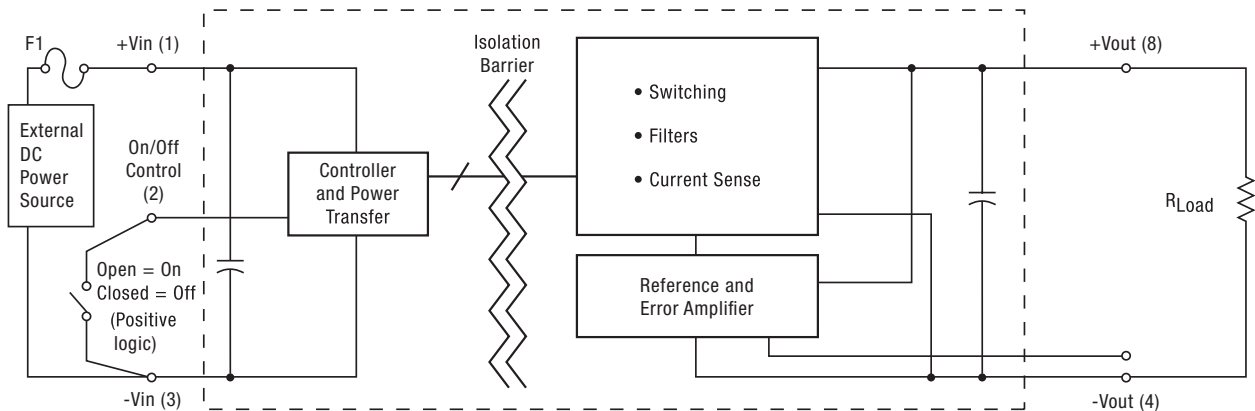 F1
+Vin (1)
External
DC
Power
Source
On/Off
Control
(2)
Open = On
Closed = Off
(Positive
logic)
-Vin (3)
Controller
and Power
Transfer
Isolation
Barrier
• Switching
• Filters
• Current Sense
Reference and
Error Amplifier
+Vout (8)
RLoad
-Vout (4)